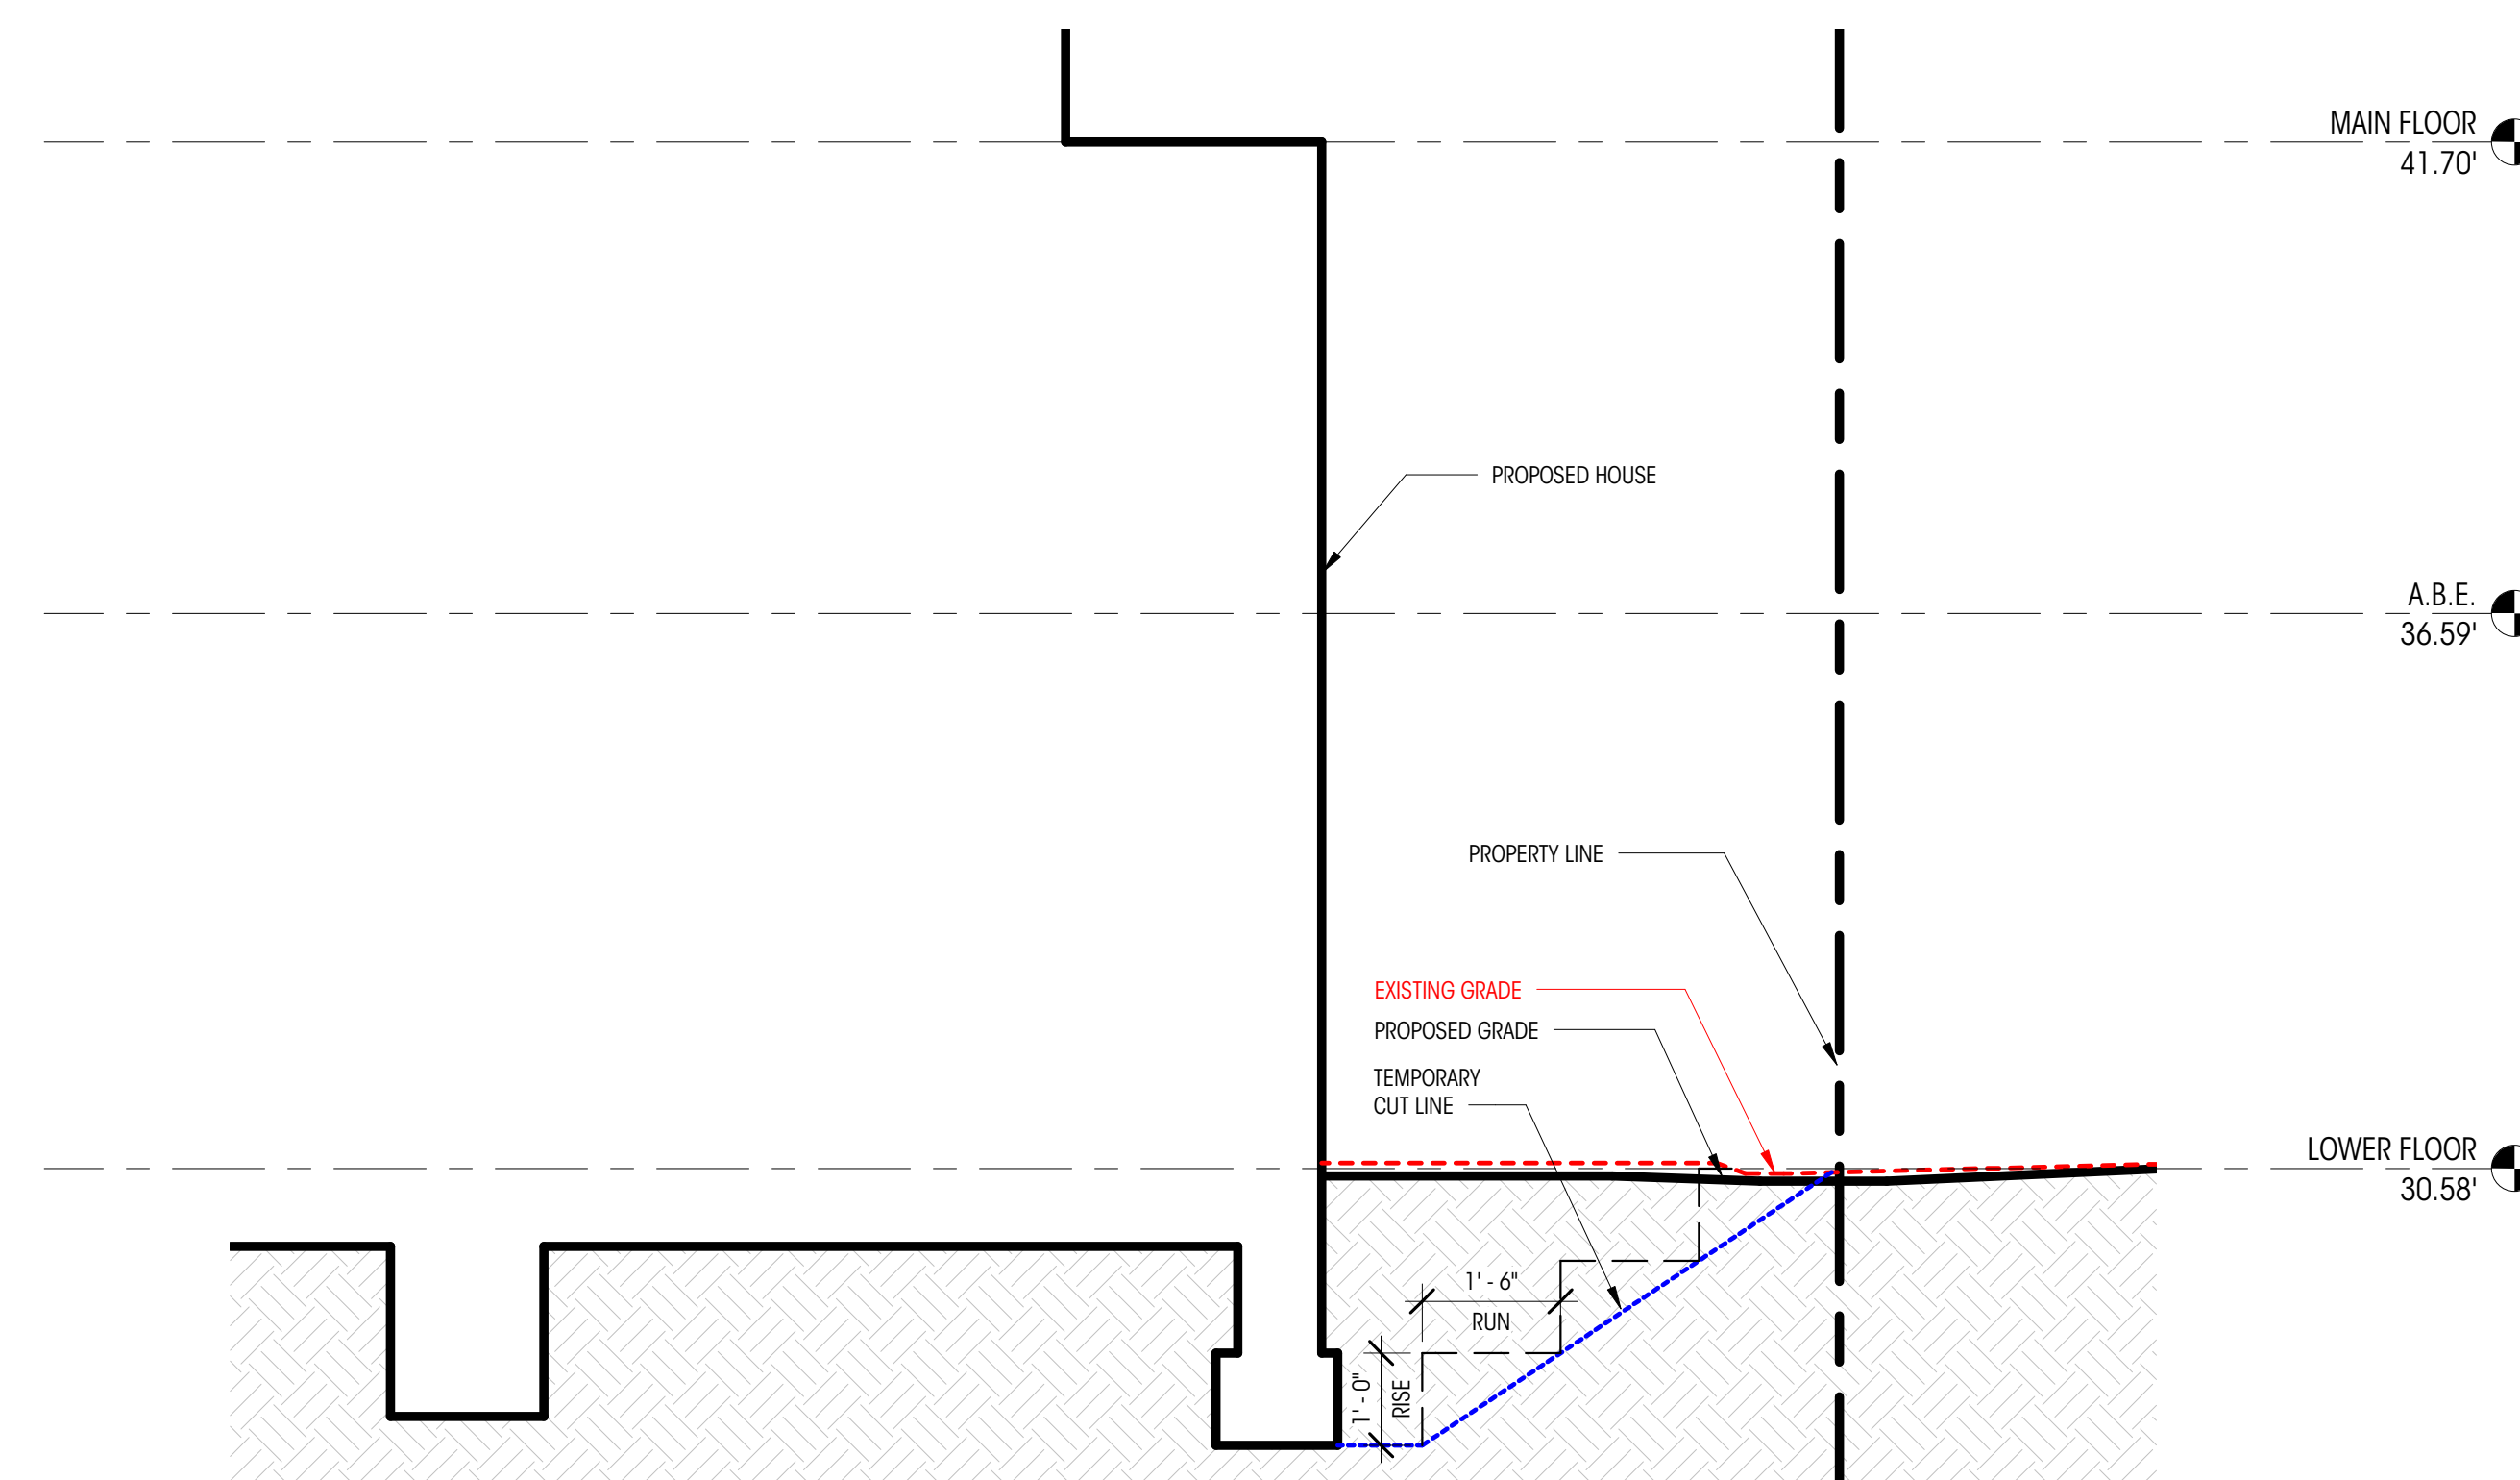 MAIN FLOOR
41.70'
PROPOSED HOUSE
A.B.E.
36.59'
PROPERTY LINE
EXISTING GRADE
PROPOSED GRADE
TEMPORARY
CUT LINE
LOWER FLOOR
30.58'
1' - 6"
RUN
1' - 0"
RISE